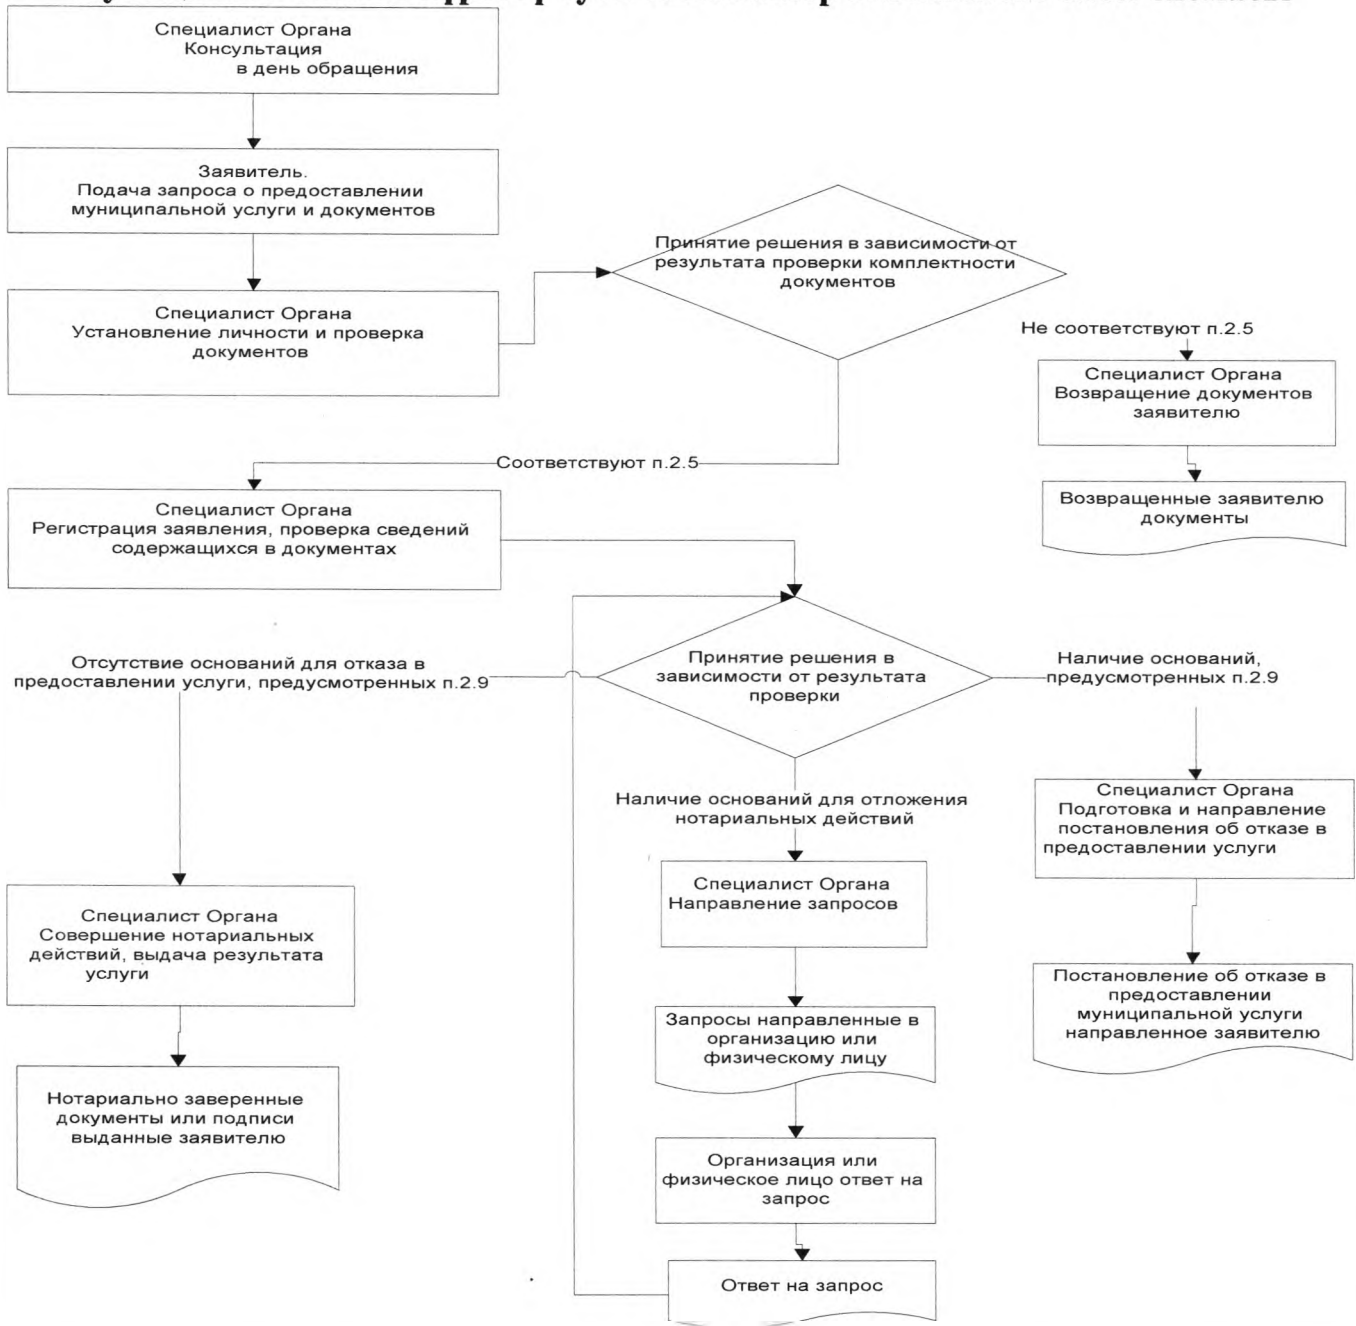 Специалист Органа
Консультация
в день обращения
Заявитель.
Подача запроса о предоставлении
муниципальной услуги и документов
Принятие решения в зависимости от
результата проверки комплектности
документов
Специалист Органа
Установление личности и проверка
документов
Не соответствуют п.2.5
Специалист Органа
Возвращение документов
заявителю
Соответствуют п.2.5
Возвращенные заявителю
документы
Специалист Органа
Регистрация заявления, проверка сведений
содержащихся в документах
Отсутствие оснований для отказа в
предоставлении услуги, предусмотренных п.2.9
Принятие решения в
зависимости от результата
проверки
Наличие оснований,
предусмотренных п.2.9
Наличие оснований для отложения
нотариальных действий
Специалист Органа
Подготовка и направление
постановления об отказе в
предоставлении услуги
Специалист Органа
Направление запросов
Специалист Органа
Совершение нотариальных
действий, выдача результата
услуги
Постановление об отказе в
предоставлении
муниципальной услуги
направленное заявителю
Запросы направленные в
организацию или
физическому лицу
Нотариально заверенные
документы или подписи
выданные заявителю
Организация или
физическое лицо ответ на
запрос
Ответ на запрос